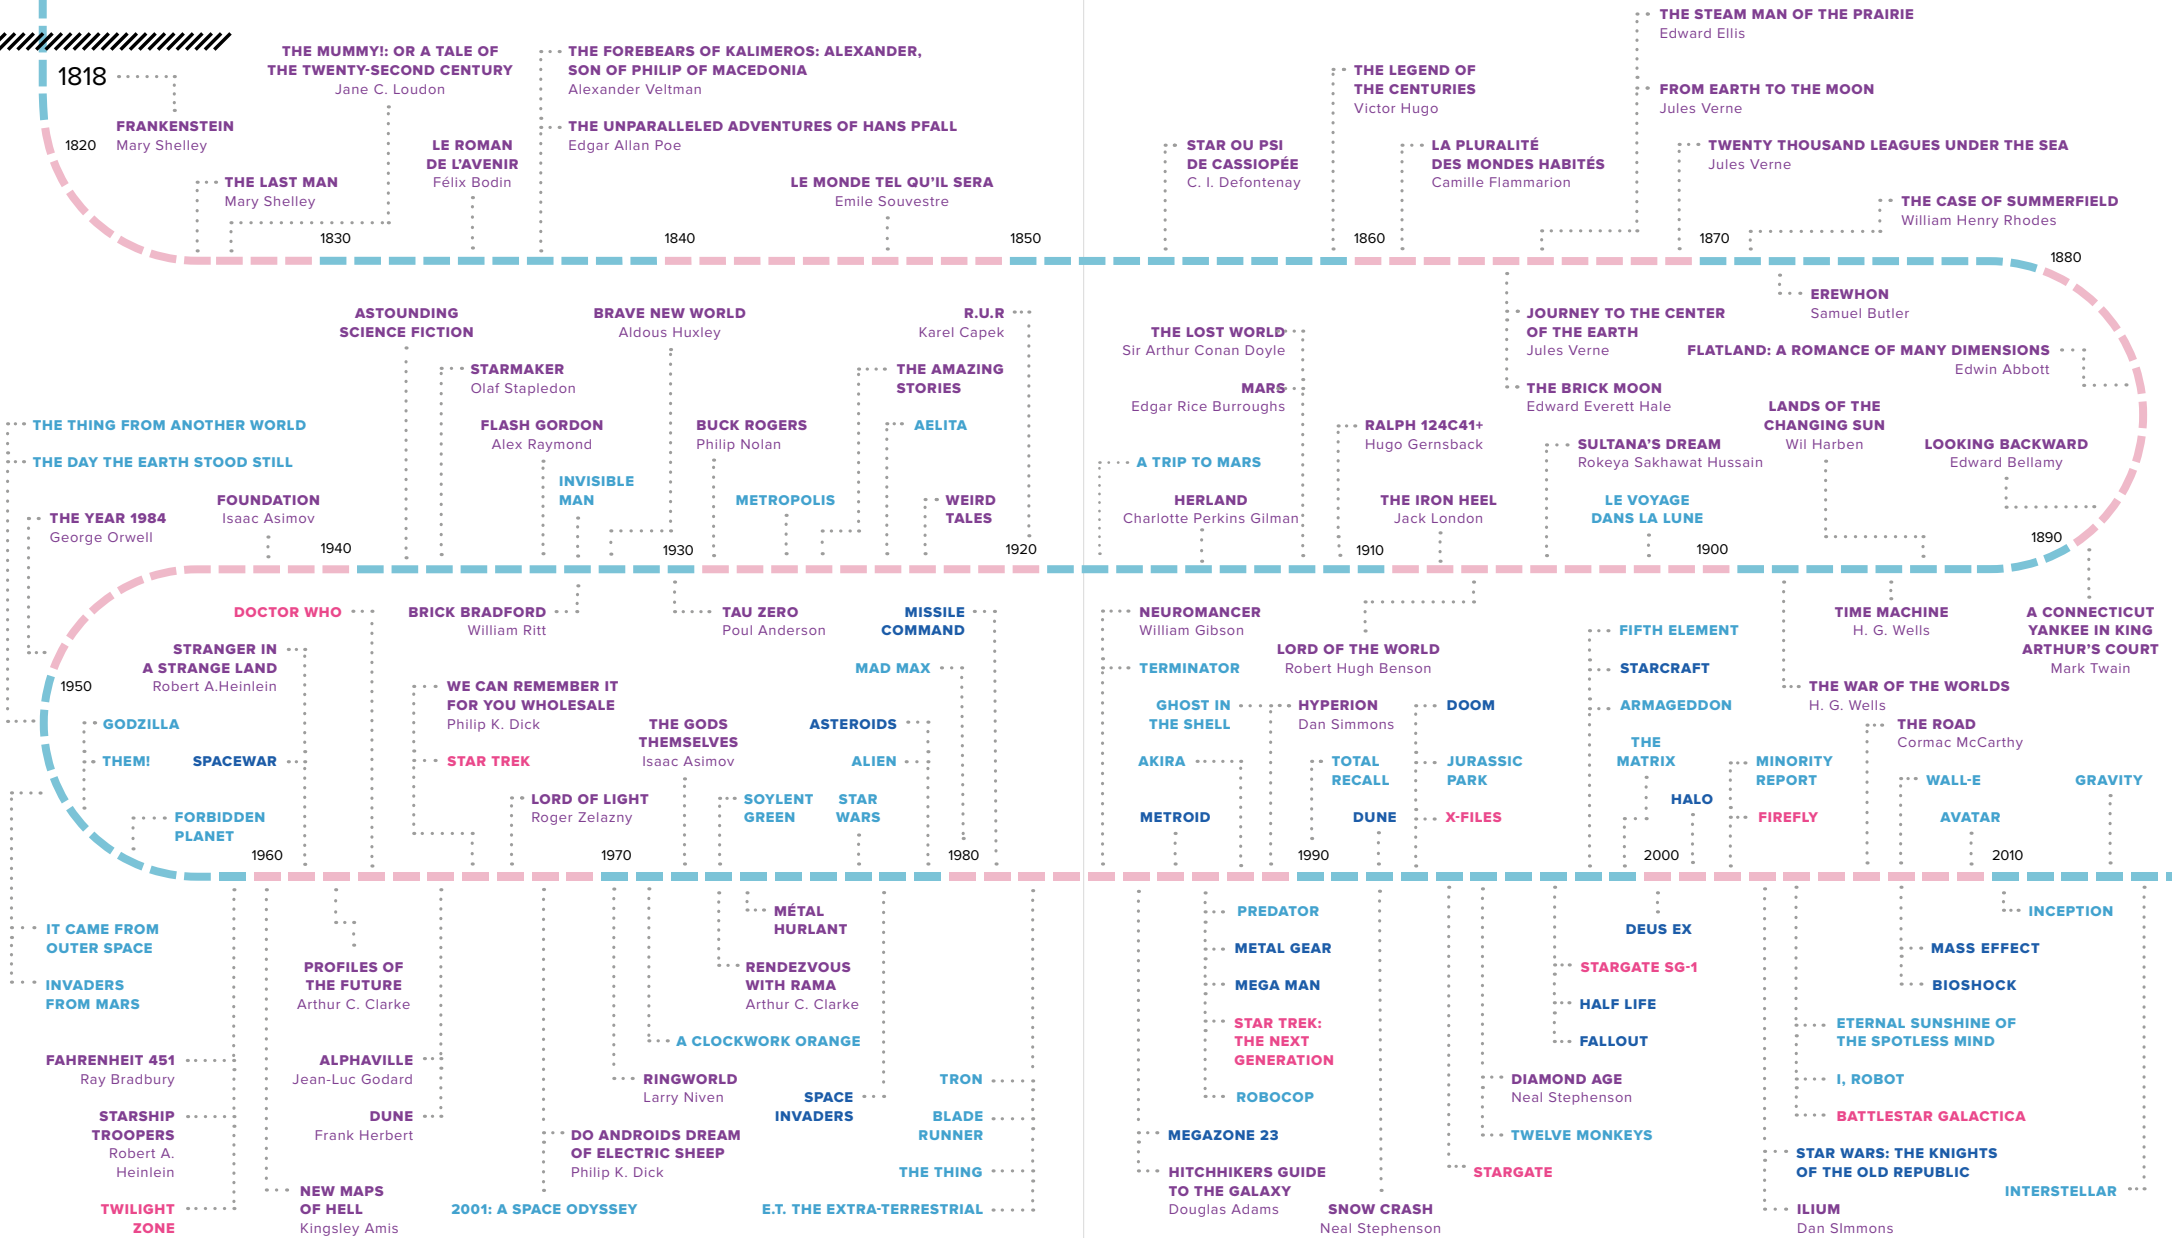 1818
FRANKENSTEIN
Mary Shelley
1820
THE LAST MAN
Mary Shelley
THE MUMMY!: OR A TALE OF
THE TWENTY-SECOND CENTURY
Jane C. Loudon
1830
LE ROMAN
DE L'AVENIR
Félix Bodin
THE FOREBEARS OF KALIMEROS: ALEXANDER,
SON OF PHILIP OF MACEDONIA
Alexander Veltman
THE UNPARALLELED ADVENTURES OF HANS PFALL
Edgar Allan Poe
1840
LE MONDE TEL QU'IL SERA
Emile Souvestre
1850
STAR OU PSI
DE CASSIOPÉE
C. I. Defontenay
THE LEGEND OF
THE CENTURIES
Victor Hugo
1860
LA PLURALITÉ
DES MONDES HABITÉS
Camille Flammarion
THE STEAM MAN OF THE PRAIRIE
Edward Ellis
FROM EARTH TO THE MOON
Jules Verne
TWENTY THOUSAND LEAGUES UNDER THE SEA
Jules Verne
1870
THE CASE OF SUMMERFIELD
William Henry Rhodes
1880
EREWHON
Samuel Butler
JOURNEY TO THE CENTER
OF THE EARTH
Jules Verne
THE BRICK MOON
Edward Everett Hale
FLATLAND: A ROMANCE OF MANY DIMENSIONS
Edwin Abbott
LOOKING BACKWARD
Edward Bellamy
1890
LANDS OF THE
CHANGING SUN
Wil Harben
A CONNECTICUT
YANKEE IN KING
ARTHUR'S COURT
Mark Twain
TIME MACHINE
H. G. Wells
THE WAR OF THE WORLDS
H. G. Wells
1900
SULTANA'S DREAM
Rokeya Sakhawat Hussain
LE VOYAGE
DANS LA LUNE
RALPH 124C41+
Hugo Gernsback
THE IRON HEEL
Jack London
LORD OF THE WORLD
Robert Hugh Benson
1910
THE LOST WORLD
Sir Arthur Conan Doyle
MARS
Edgar Rice Burroughs
A TRIP TO MARS
HERLAND
Charlotte Perkins Gilman
1920
R.U.R
Karel Capek
THE AMAZING
STORIES
AELITA
WEIRD
TALES
METROPOLIS
BUCK ROGERS
Philip Nolan
1930
BRAVE NEW WORLD
Aldous Huxley
TAU ZERO
Poul Anderson
INVISIBLE
MAN
BRICK BRADFORD
William Ritt
FLASH GORDON
Alex Raymond
STARMAKER
Olaf Stapledon
ASTOUNDING
SCIENCE FICTION
1940
FOUNDATION
Isaac Asimov
THE YEAR 1984
George Orwell
THE THING FROM ANOTHER WORLD
THE DAY THE EARTH STOOD STILL
1950
GODZILLA
THEM!
FORBIDDEN
PLANET
IT CAME FROM
OUTER SPACE
INVADERS
FROM MARS
FAHRENHEIT 451
Ray Bradbury
STARSHIP
TROOPERS
Robert A.
Heinlein
TWILIGHT
ZONE
1960
NEW MAPS
OF HELL
Kingsley Amis
STRANGER IN
A STRANGE LAND
Robert A.Heinlein
SPACEWAR
DOCTOR WHO
PROFILES OF
THE FUTURE
Arthur C. Clarke
ALPHAVILLE
Jean-Luc Godard
DUNE
Frank Herbert
WE CAN REMEMBER IT
FOR YOU WHOLESALE
Philip K. Dick
STAR TREK
LORD OF LIGHT
Roger Zelazny
DO ANDROIDS DREAM
OF ELECTRIC SHEEP
Philip K. Dick
2001: A SPACE ODYSSEY
1970
RINGWORLD
Larry Niven
A CLOCKWORK ORANGE
THE GODS
THEMSELVES
Isaac Asimov
SOYLENT
GREEN
RENDEZVOUS
WITH RAMA
Arthur C. Clarke
MÉTAL
HURLANT
STAR
WARS
SPACE
INVADERS
ASTEROIDS
ALIEN
MAD MAX
MISSILE
COMMAND
1980
TRON
BLADE
RUNNER
THE THING
E.T. THE EXTRA-TERRESTRIAL
NEUROMANCER
William Gibson
TERMINATOR
MEGAZONE 23
HITCHHIKERS GUIDE
TO THE GALAXY
Douglas Adams
METROID
PREDATOR
METAL GEAR
MEGA MAN
STAR TREK:
THE NEXT
GENERATION
ROBOCOP
AKIRA
GHOST IN
THE SHELL
HYPERION
Dan Simmons
1990
TOTAL
RECALL
DUNE
SNOW CRASH
Neal Stephenson
DOOM
JURASSIC
PARK
X-FILES
STARGATE
DIAMOND AGE
Neal Stephenson
TWELVE MONKEYS
STARGATE SG-1
HALF LIFE
FALLOUT
FIFTH ELEMENT
STARCRAFT
ARMAGEDDON
THE
MATRIX
2000
DEUS EX
HALO
MINORITY
REPORT
FIREFLY
STAR WARS: THE KNIGHTS
OF THE OLD REPUBLIC
ILIUM
Dan SImmons
ETERNAL SUNSHINE OF
THE SPOTLESS MIND
I, ROBOT
BATTLESTAR GALACTICA
THE ROAD
Cormac McCarthy
WALL-E
MASS EFFECT
BIOSHOCK
AVATAR
2010
INCEPTION
GRAVITY
INTERSTELLAR